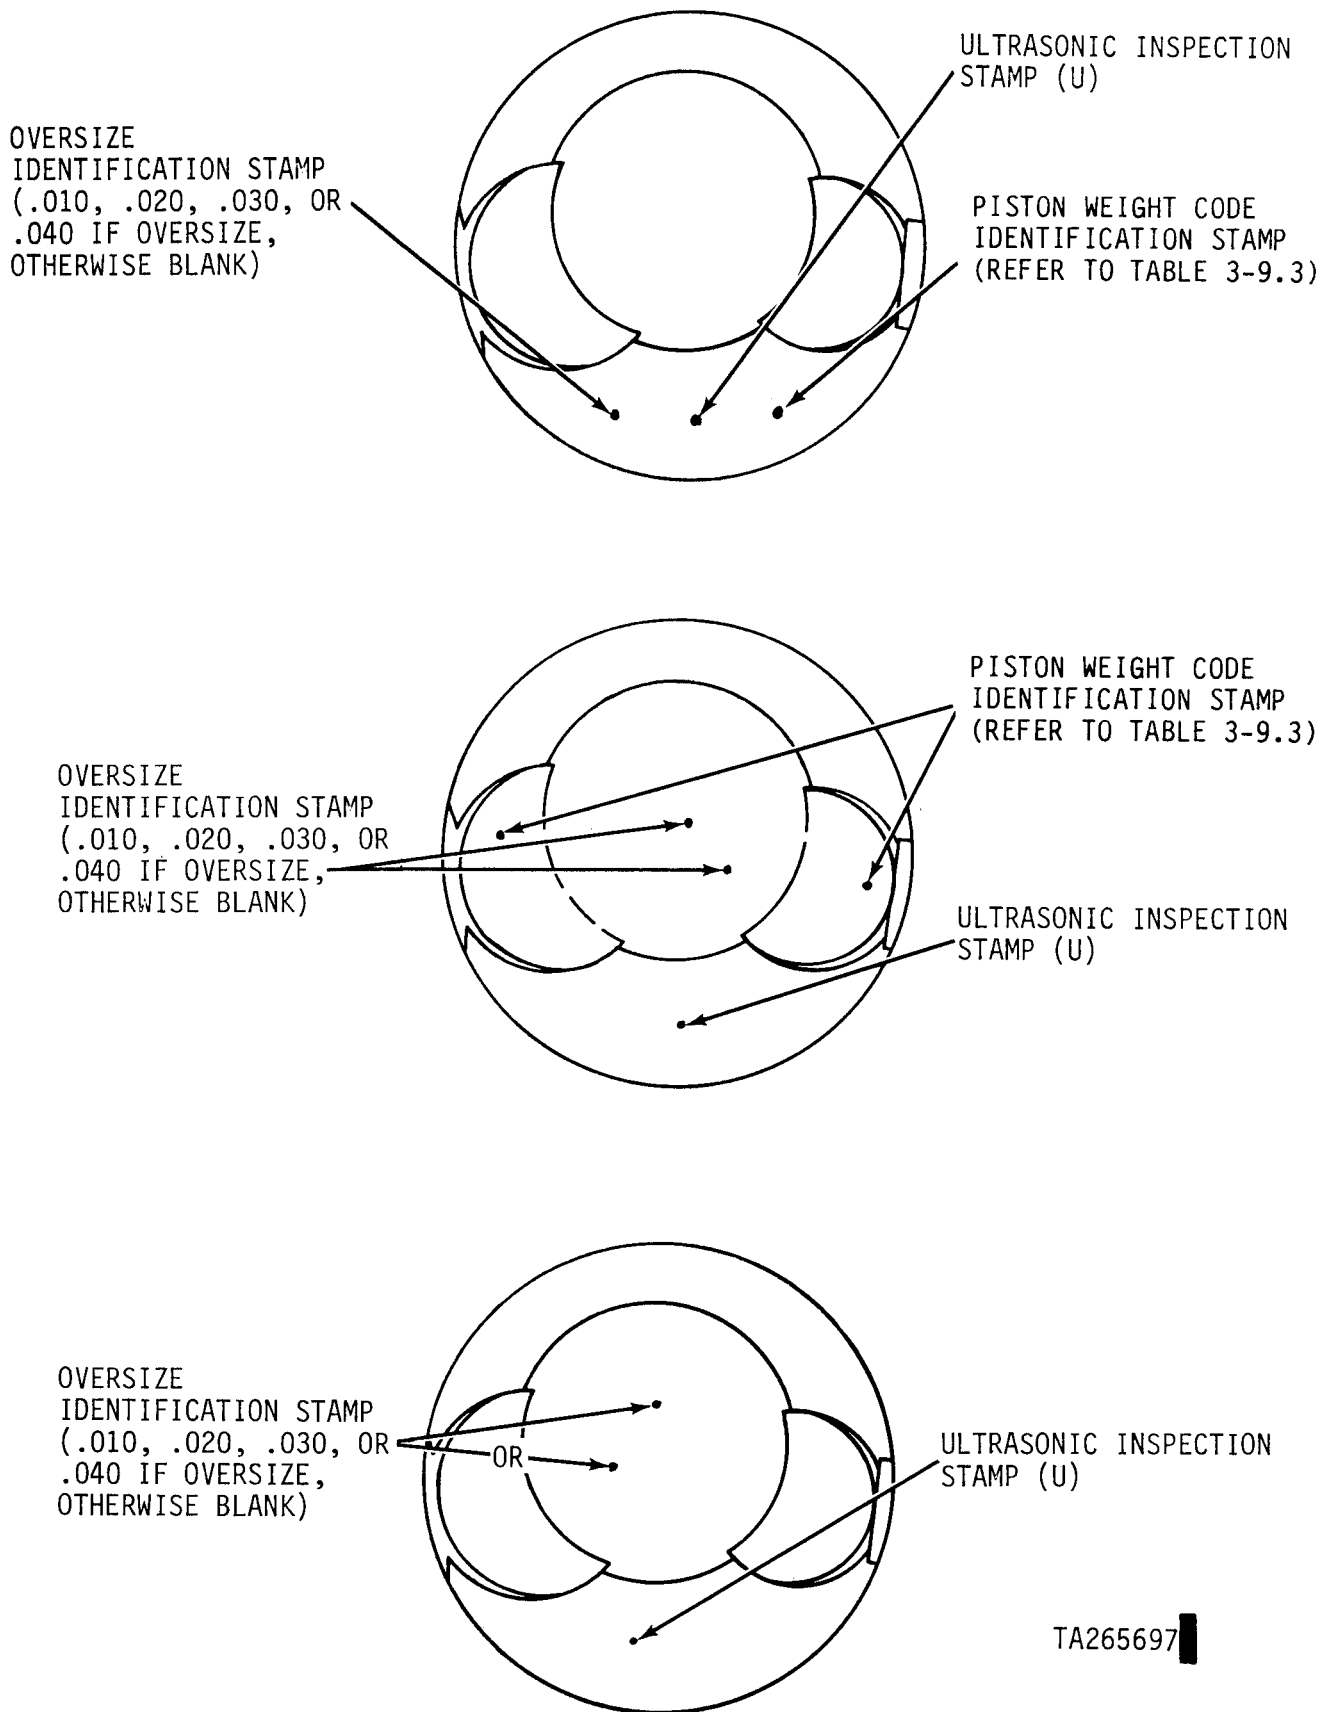 ULTRASONIC INSPECTION
STAMP (U)
OVERSIZE
IDENTIFICATION STAMP
(.010, .020, .030, OR
.040 IF OVERSIZE,
OTHERWISE BLANK)
PISTON WEIGHT CODE
IDENTIFICATION STAMP
(REFER TO TABLE 3-9.3)
PISTON WEIGHT CODE
IDENTIFICATION STAMP
(REFER TO TABLE 3-9.3)
OVERSIZE
IDENTIFICATION STAMP
(.010, .020, .030, OR
.040 IF OVERSIZE,
OTHERWISE BLANK)
ULTRASONIC INSPECTION
STAMP (U)
OVERSIZE
IDENTIFICATION STAMP
(.010, .020, .030, OR
.040 IF OVERSIZE,
OTHERWISE BLANK)
OR
ULTRASONIC INSPECTION
STAMP (U)
TA265697